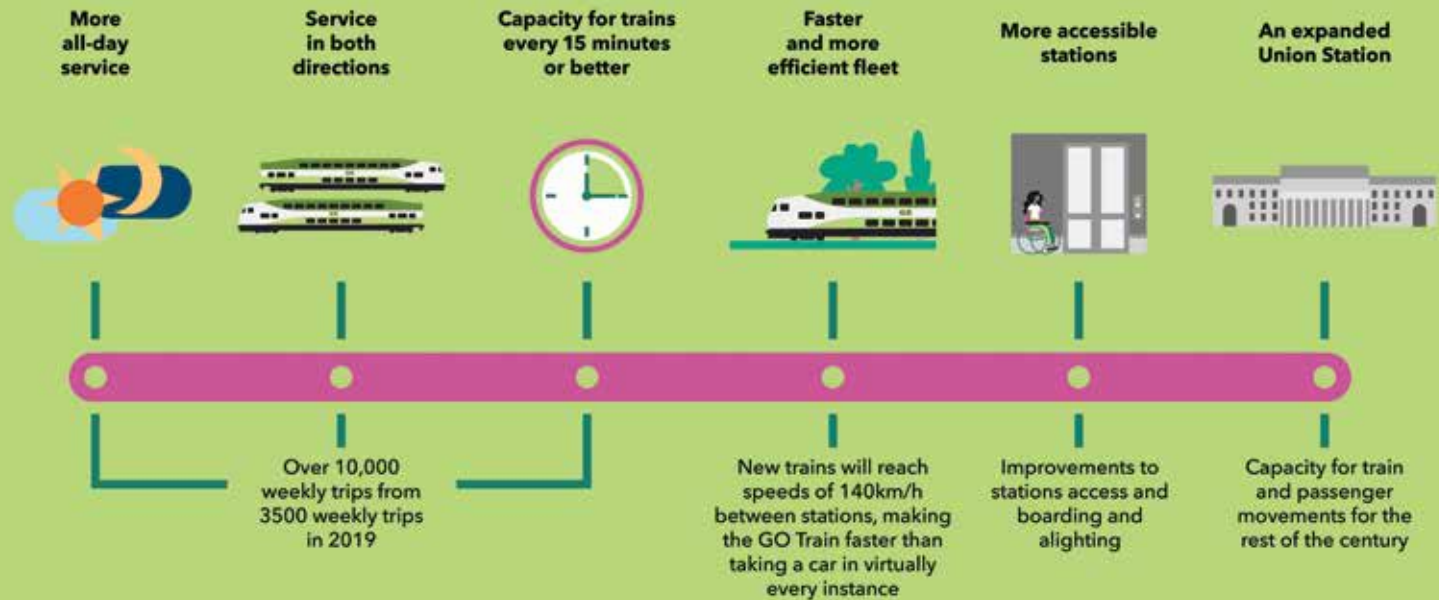 More
all-day
service
Service
in both
directions
Capacity for trains
every 15 minutes
or better
Faster
and more
efficient fleet
More accessible
stations
An expanded
Union Station
Over 10,000
weekly trips from
3500 weekly trips
in 2019
New trains will reach
speeds of 140km/h
between stations, making
the GO Train faster than
taking a car in virtually
every instance
Improvements to
stations access and
boarding and
alighting
Capacity for train
and passenger
movements for the
rest of the century